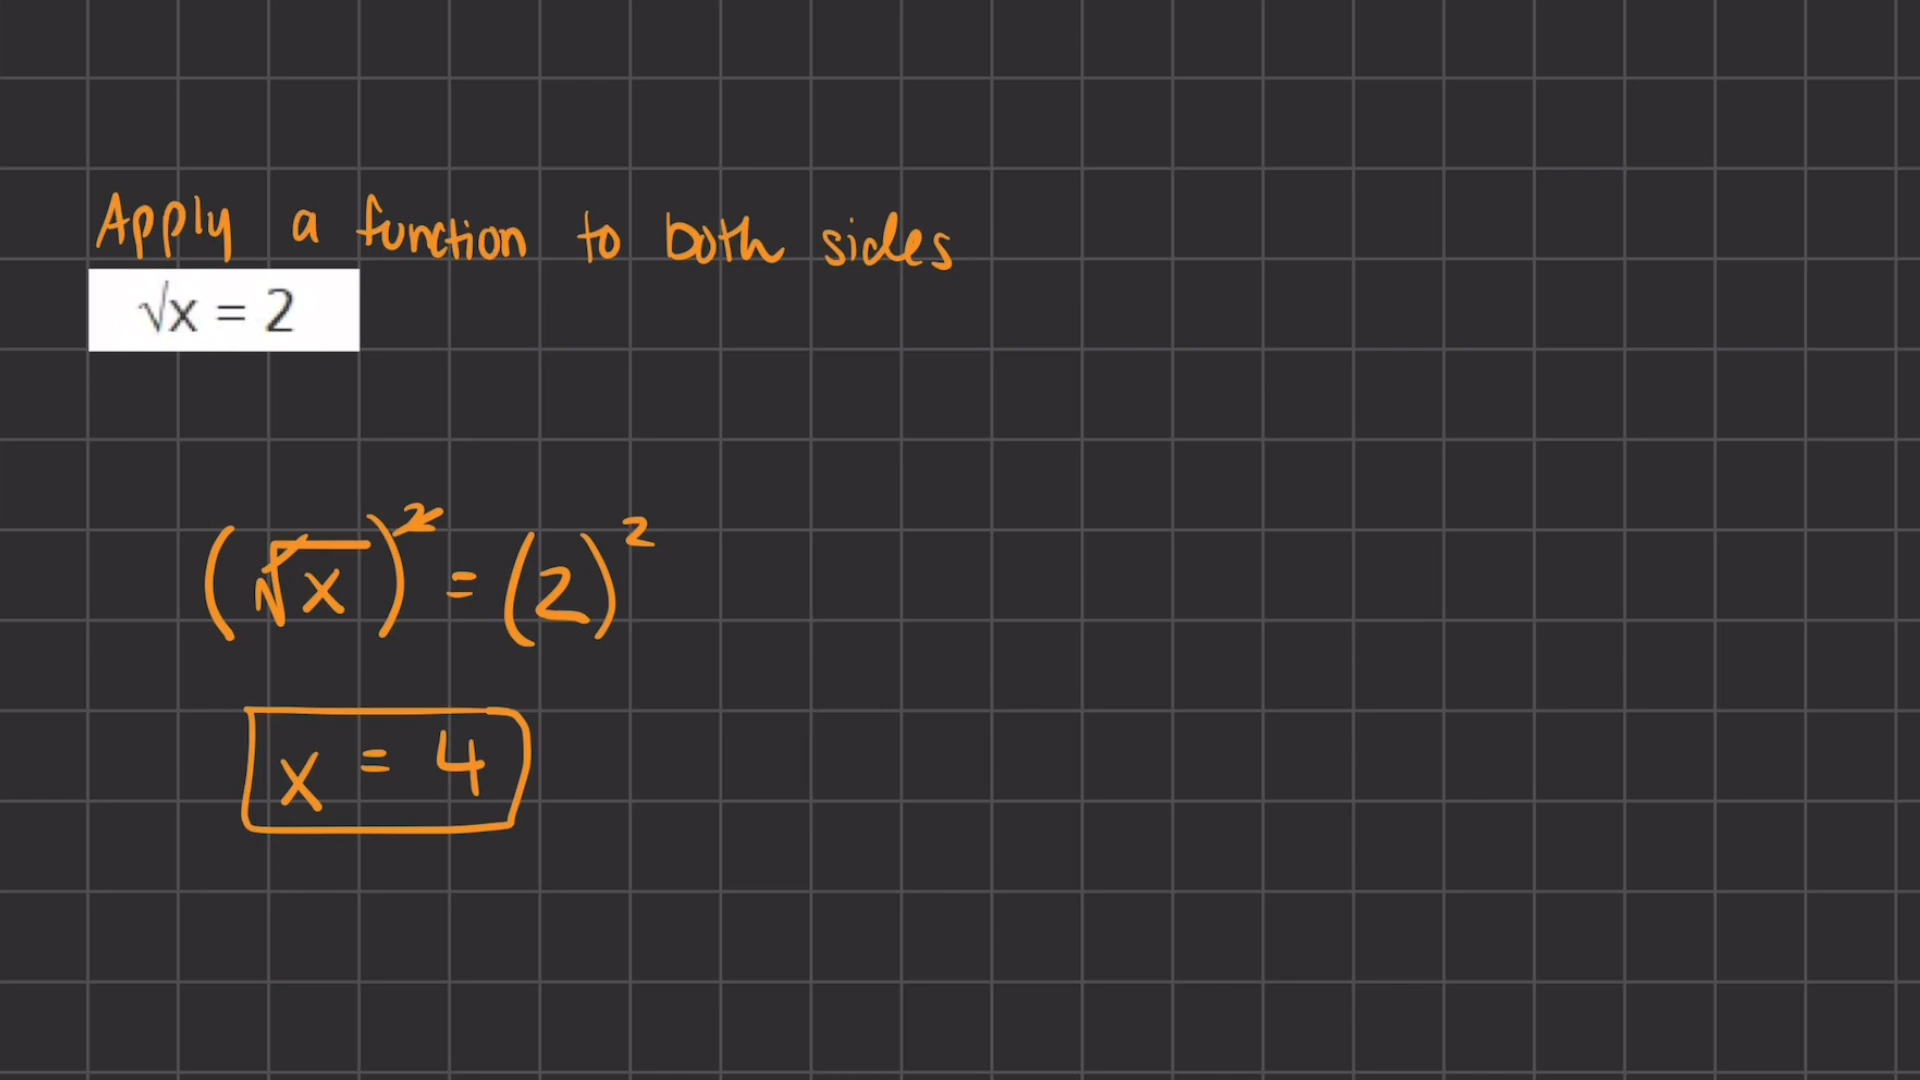 Apply a function to both sides
√x = 2
(√x)² = (2)²
x = 4